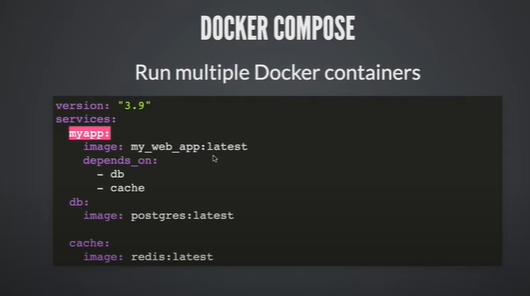 DOCKER COMPOSE
Run multiple Docker containers
version: "3.9"
services:
  myapp:
    image: my_web_app:latest
    depends_on:
      - db
      - cache
  db:
    image: postgres:latest
  cache:
    image: redis:latest